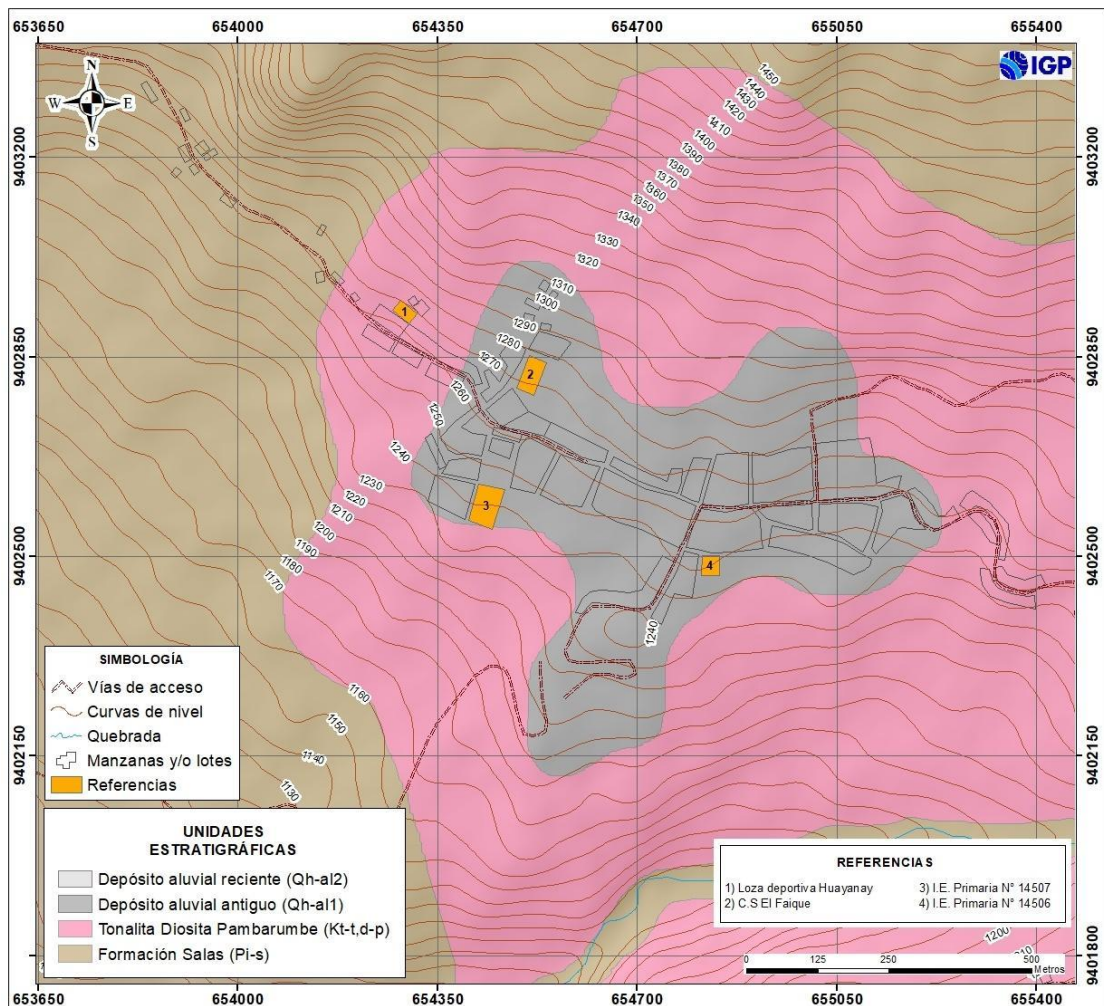 653650 654000 654350 654700 655050 655400
IGP
N
W E
S
9403200
9402850
9402500
9402150
9401800
9403200
9402850
9402500
9402150
9401800
1450
1440
1430
1420
1410
1400
1390
1380
1370
1360
1350
1340
1330
1320
1310
1300
1290
1280
1270
1260
1250
1240
1230
1220
1210
1200
1190
1180
1170
1160
1150
1140
1130
1240
1200
1
2
3
4
SIMBOLOGÍA
Vías de acceso
Curvas de nivel
Quebrada
Manzanas y/o lotes
Referencias
UNIDADES
ESTRATIGRÁFICAS
Depósito aluvial reciente (Qh-al2)
Depósito aluvial antiguo (Qh-al1)
Tonalita Diosita Pambarumbe (Kt-t,d-p)
Formación Salas (Pi-s)
REFERENCIAS
1) Loza deportiva Huayanay 3) I.E. Primaria N° 14507
2) C.S El Faique 4) I.E. Primaria N° 14506
0 125 250 500
Metros
653650 654000 654350 654700 655050 655400